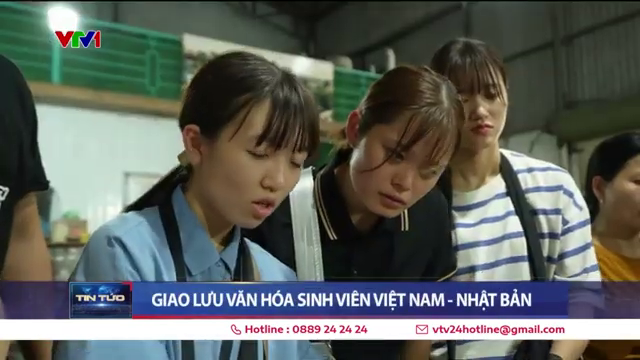 VTV1
TIN TỨC
GIAO LƯU VĂN HÓA SINH VIÊN VIỆT NAM - NHẬT BẢN
Hotline : 0889 24 24 24
vtv24hotline@gmail.com